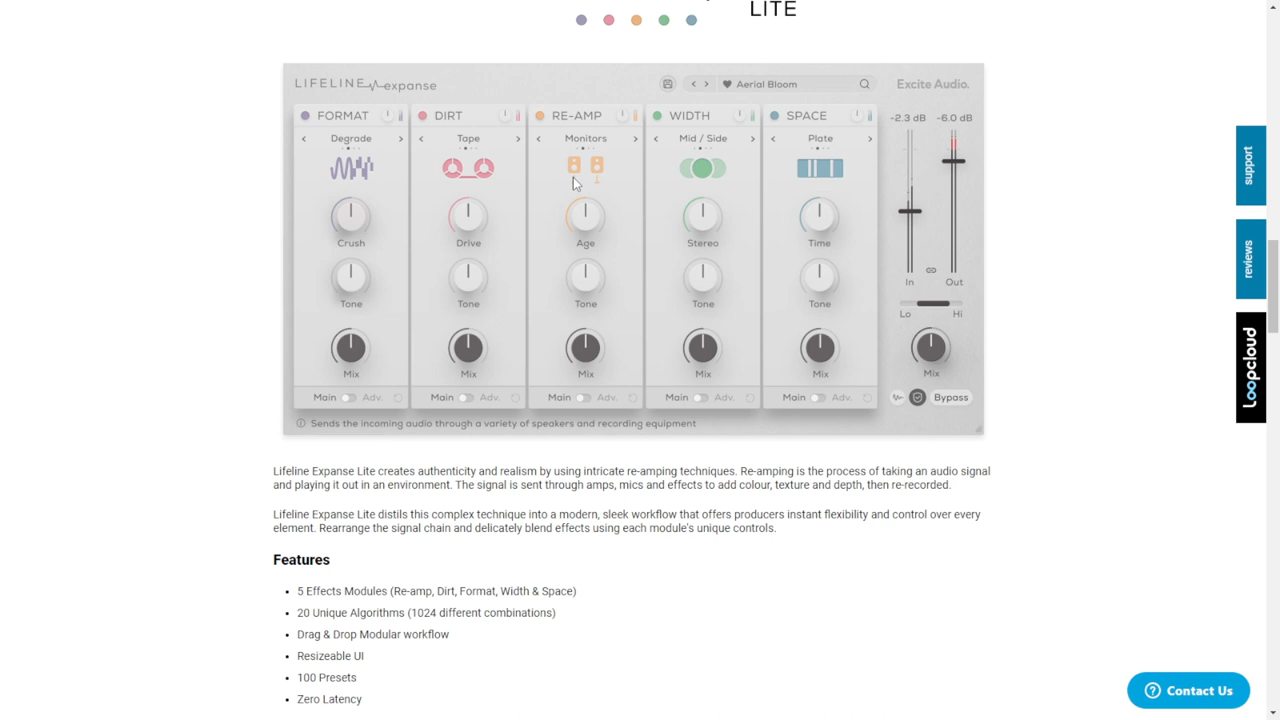 LITE
LIFELINE expanse
Aerial Bloom
Excite Audio.
FORMAT DIRT RE-AMP WIDTH SPACE
-2.3 dB -6.0 dB
Degrade Tape Monitors Mid / Side Plate
Crush Drive Age Stereo Time
Tone Tone Tone Tone Tone
In Out
Lo Hi
Mix Mix Mix Mix Mix Mix
Main Adv. Main Adv. Main Adv. Main Adv. Main Adv. Bypass
Sends the incoming audio through a variety of speakers and recording equipment
Lifeline Expanse Lite creates authenticity and realism by using intricate re-amping techniques. Re-amping is the process of taking an audio signal
and playing it out in an environment. The signal is sent through amps, mics and effects to add colour, texture and depth, then re-recorded.
Lifeline Expanse Lite distils this complex technique into a modern, sleek workflow that offers producers instant flexibility and control over every
element. Rearrange the signal chain and delicately blend effects using each module's unique controls.
Features
• 5 Effects Modules (Re-amp, Dirt, Format, Width & Space)
• 20 Unique Algorithms (1024 different combinations)
• Drag & Drop Modular workflow
• Resizeable UI
• 100 Presets
• Zero Latency
support
reviews
loopcloud
Contact Us